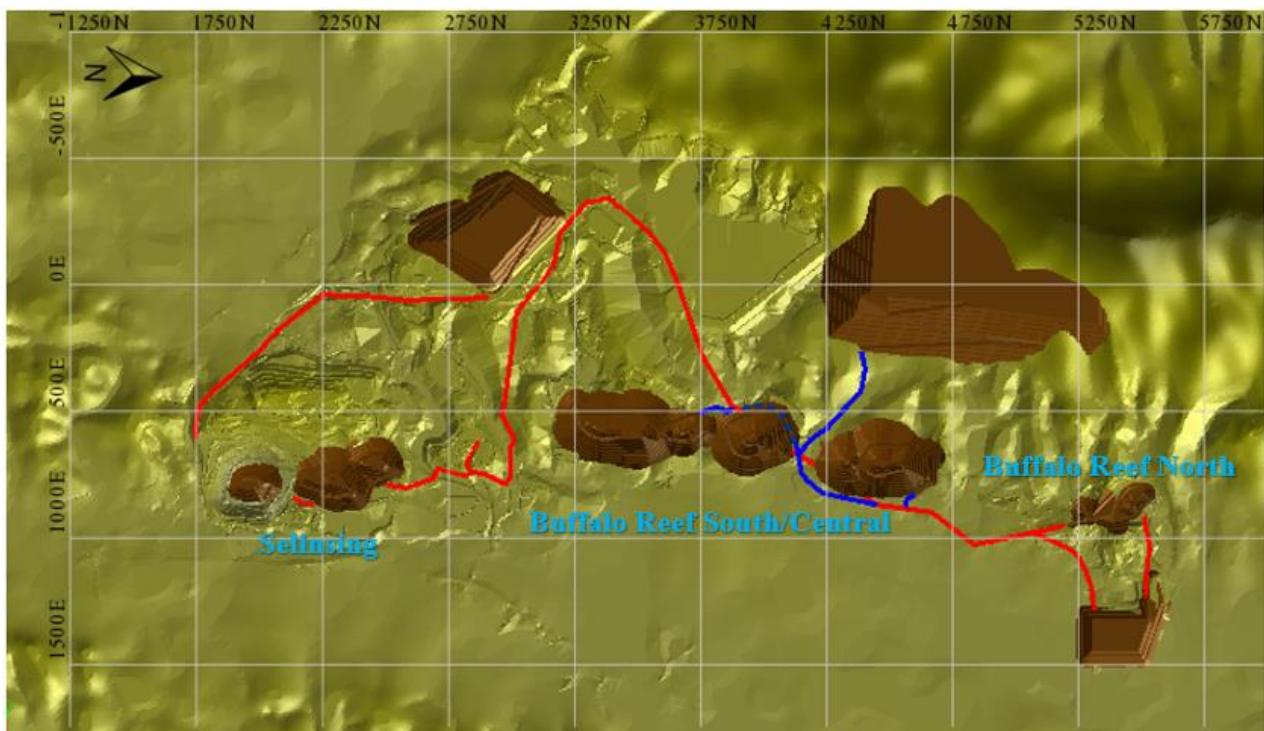 -1
1250N 1750N 2250N 2750N 3250N 3750N 4250N 4750N 5250N 5750N
N
-500E
0E
500E
Buffalo Reef North
1000E
Buffalo Reef South/Central
Selinsing
1500E